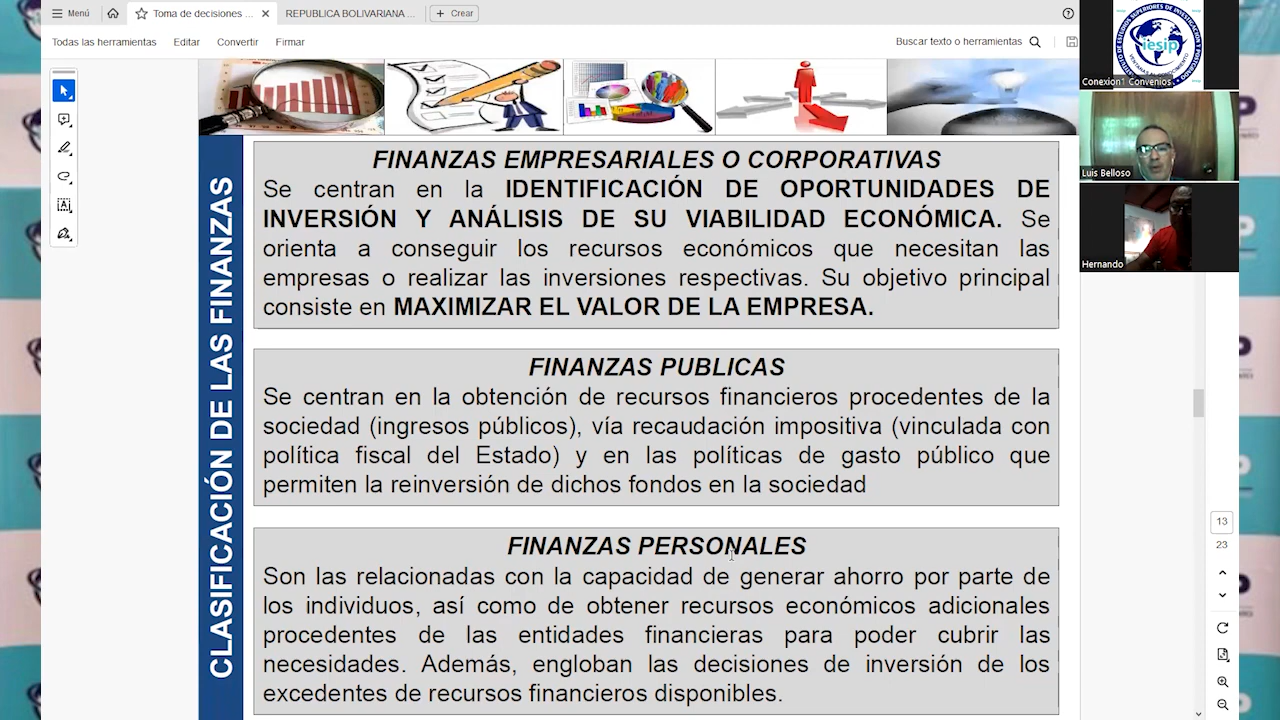 Menú
Toma de decisiones ...
REPUBLICA BOLIVARIANA ...
Crear
Todas las herramientas
Editar
Convertir
Firmar
Buscar texto o herramientas
CLASIFICACIÓN DE LAS FINANZAS
FINANZAS EMPRESARIALES O CORPORATIVAS
Se centran en la IDENTIFICACIÓN DE OPORTUNIDADES DE
INVERSIÓN Y ANÁLISIS DE SU VIABILIDAD ECONÓMICA. Se
orienta a conseguir los recursos económicos que necesitan las
empresas o realizar las inversiones respectivas. Su objetivo principal
consiste en MAXIMIZAR EL VALOR DE LA EMPRESA.
FINANZAS PUBLICAS
Se centran en la obtención de recursos financieros procedentes de la
sociedad (ingresos públicos), vía recaudación impositiva (vinculada con
política fiscal del Estado) y en las políticas de gasto público que
permiten la reinversión de dichos fondos en la sociedad
FINANZAS PERSONALES
Son las relacionadas con la capacidad de generar ahorro por parte de
los individuos, así como de obtener recursos económicos adicionales
procedentes de las entidades financieras para poder cubrir las
necesidades. Además, engloban las decisiones de inversión de los
excedentes de recursos financieros disponibles.
iesip
Conexion1 Convenios
Luis Belloso
Hernando
13
23